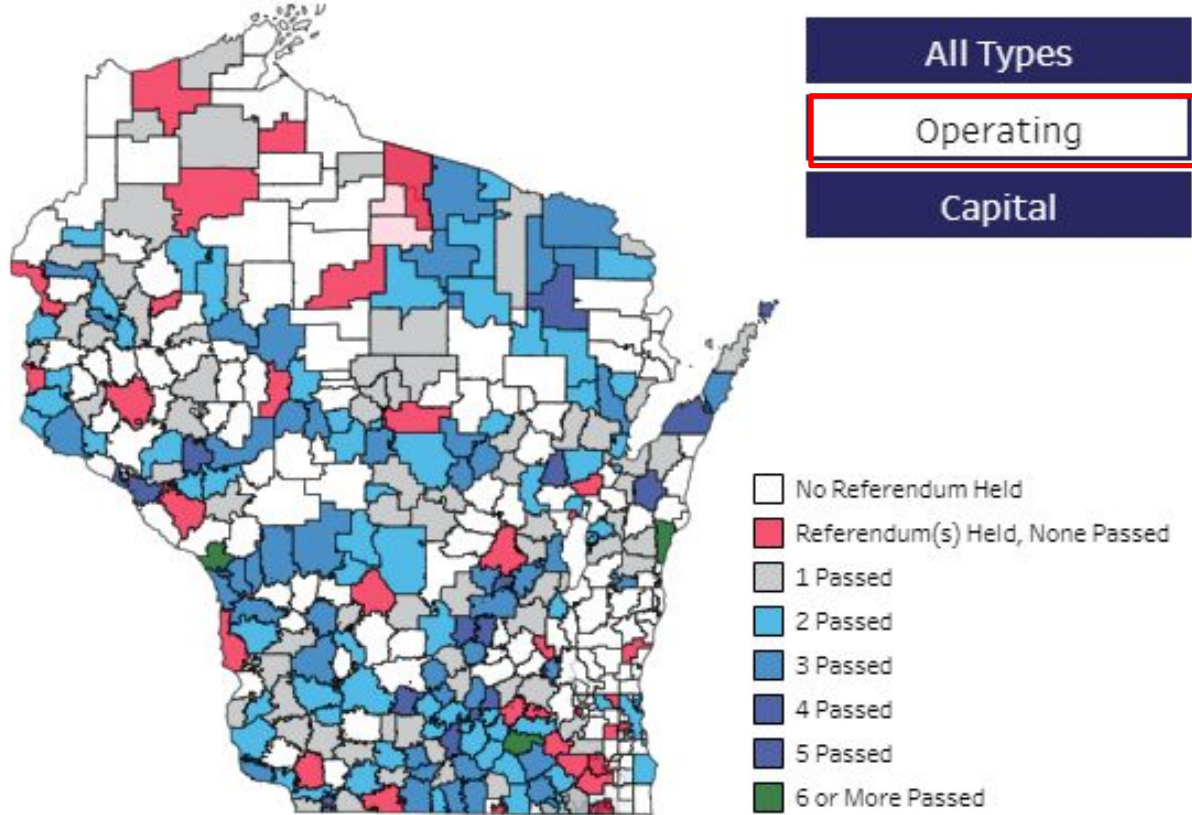 All Types
Operating
Capital
No Referendum Held
Referendum(s) Held, None Passed
1 Passed
2 Passed
3 Passed
4 Passed
5 Passed
6 or More Passed